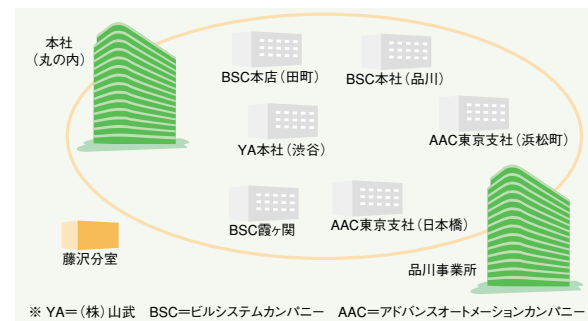 本社
(丸の内)
BSC本店(田町)
BSC本社(品川)
YA本社(渋谷)
AAC東京支社(浜松町)
BSC霞ヶ関
AAC東京支社(日本橋)
藤沢分室
品川事業所
※ YA=(株)山武 BSC=ビルシステムカンパニー AAC=アドバンスオートメーションカンパニー